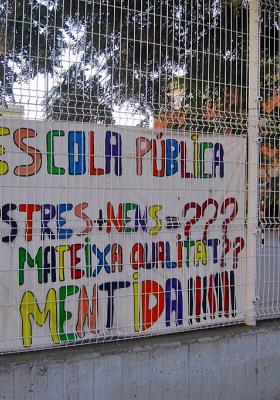 ESCOLA PÚBLICA
STRES+NENS=???
MATEIXA QUALITAT??
MENTIDA!!!!!